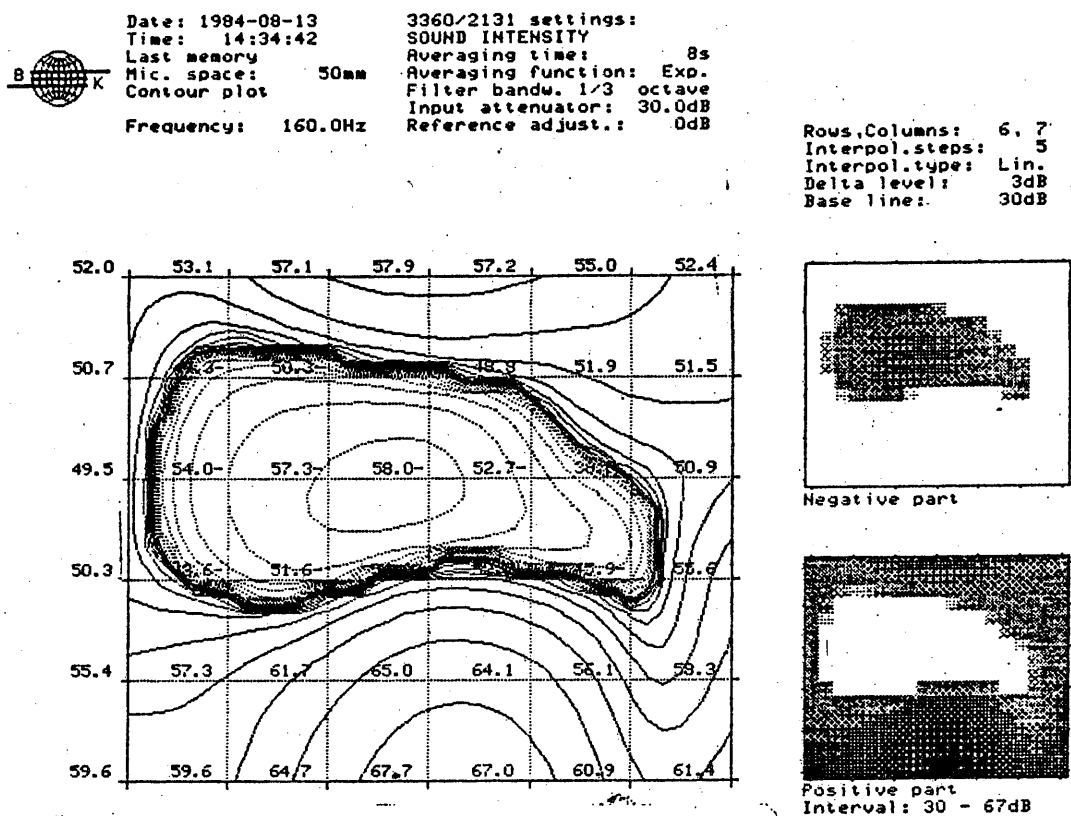 Date: 1984-08-13
Time: 14:34:42
Last memory
Mic. space: 50mm
Contour plot
Frequency: 160.0Hz
3360/2131 settings:
SOUND INTENSITY
Averaging time: 8s
Averaging function: Exp.
Filter bandw. 1/3 octave
Input attenuator: 30.0dB
Reference adjust.: 0dB
B K
Rows,Columns: 6, 7
Interpol.steps: 5
Interpol.type: Lin.
Delta level: 3dB
Base line: 30dB
52.0 53.1 57.1 57.9 57.2 55.0 52.4
50.7 50.3- 51.9 51.5
49.5 54.0- 57.3- 58.0- 52.7- 50.9
50.3 51.6-
55.4 57.3 61.7 65.0 64.1 56.1 58.3
59.6 59.6 64.7 67.7 67.0 60.9 61.4
Negative part
Positive part
Interval: 30 - 67dB